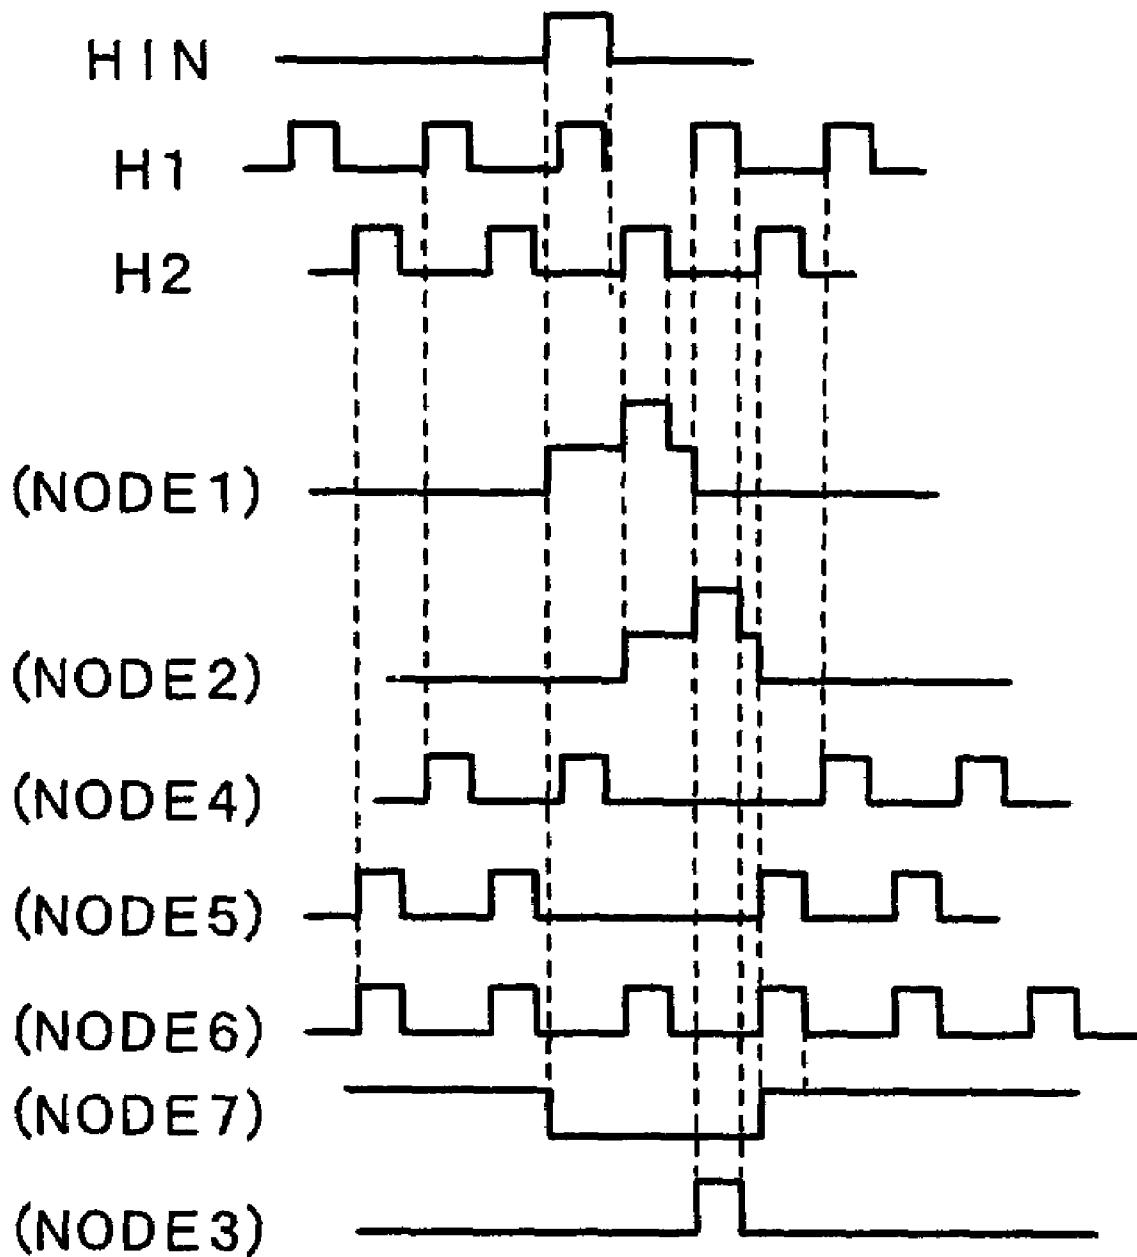 HIN
H1
H2
(NODE1)
(NODE2)
(NODE4)
(NODE5)
(NODE6)
(NODE7)
(NODE3)